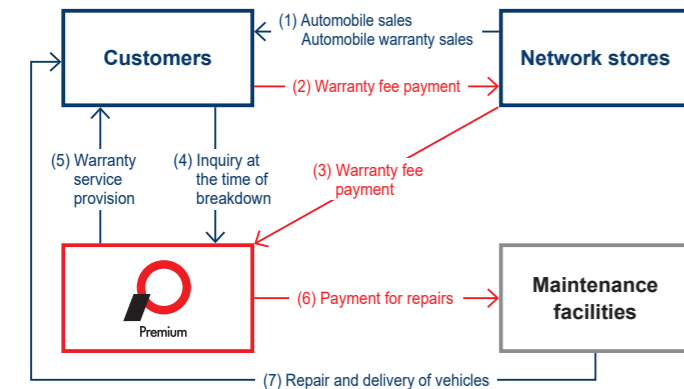 (1) Automobile sales
Automobile warranty sales
Customers
Network stores
(2) Warranty fee payment
(3) Warranty fee
payment
(5) Warranty
service
provision
(4) Inquiry at
the time of
breakdown
Premium
(6) Payment for repairs
Maintenance
facilities
(7) Repair and delivery of vehicles